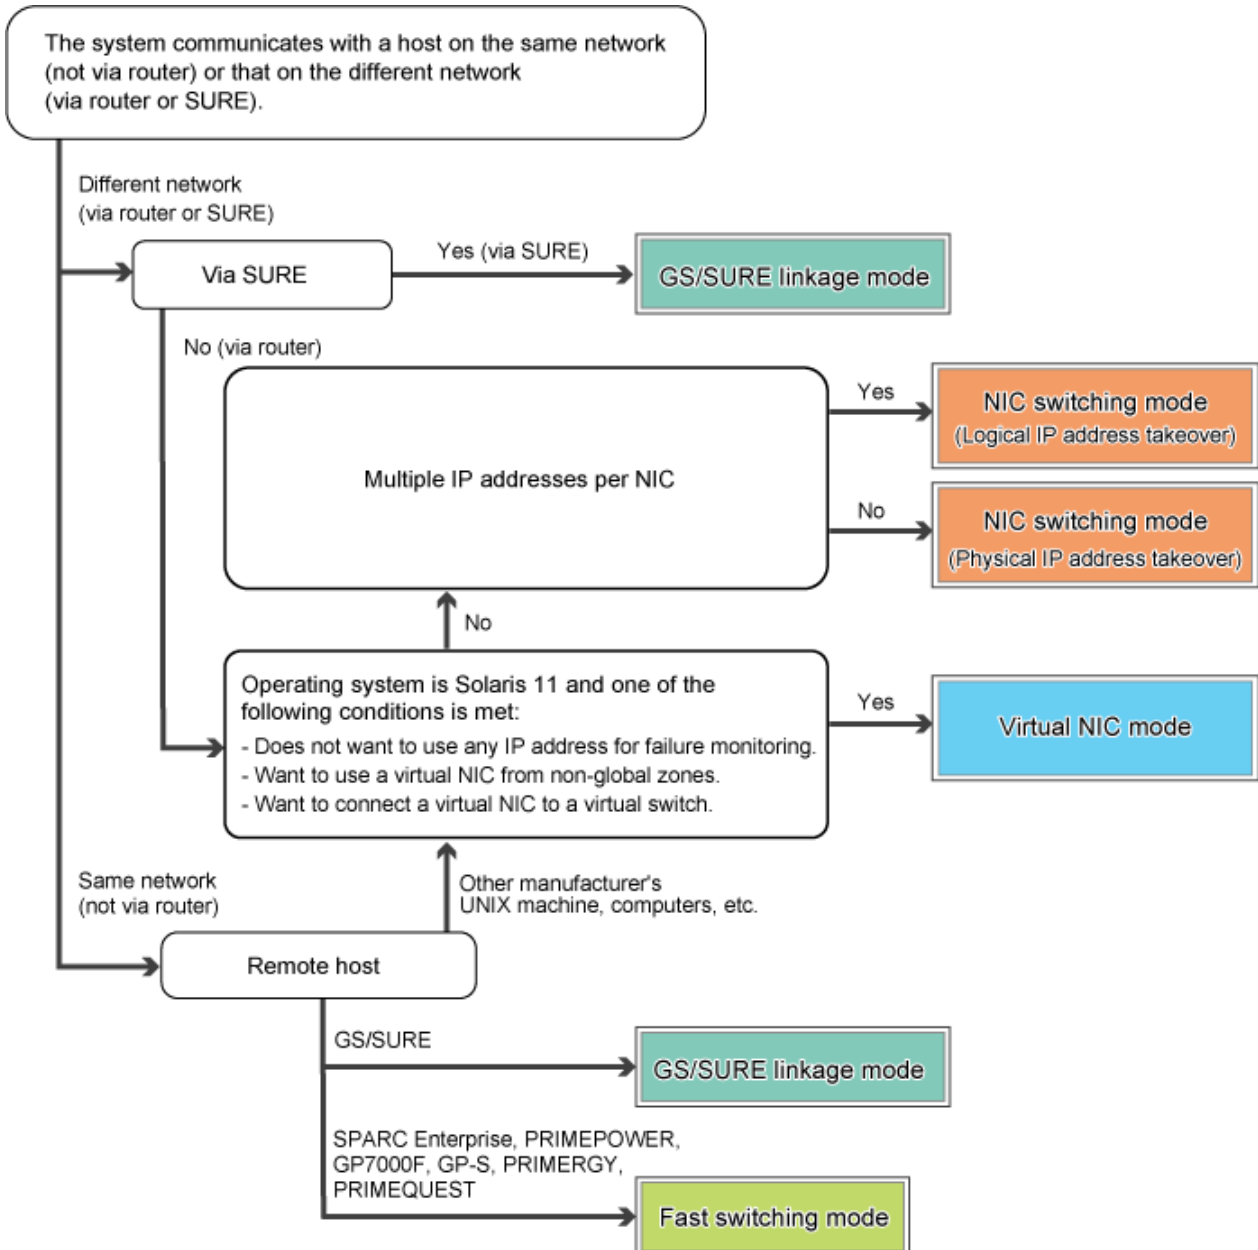 The system communicates with a host on the same network
(not via router) or that on the different network
(via router or SURE).
Different network
(via router or SURE)
Via SURE
Yes (via SURE)
GS/SURE linkage mode
No (via router)
Multiple IP addresses per NIC
Yes
NIC switching mode
(Logical IP address takeover)
No
NIC switching mode
(Physical IP address takeover)
No
Operating system is Solaris 11 and one of the
following conditions is met:
- Does not want to use any IP address for failure monitoring.
- Want to use a virtual NIC from non-global zones.
- Want to connect a virtual NIC to a virtual switch.
Yes
Virtual NIC mode
Same network
(not via router)
Other manufacturer's
UNIX machine, computers, etc.
Remote host
GS/SURE
GS/SURE linkage mode
SPARC Enterprise, PRIMEPOWER,
GP7000F, GP-S, PRIMERGY,
PRIMEQUEST
Fast switching mode